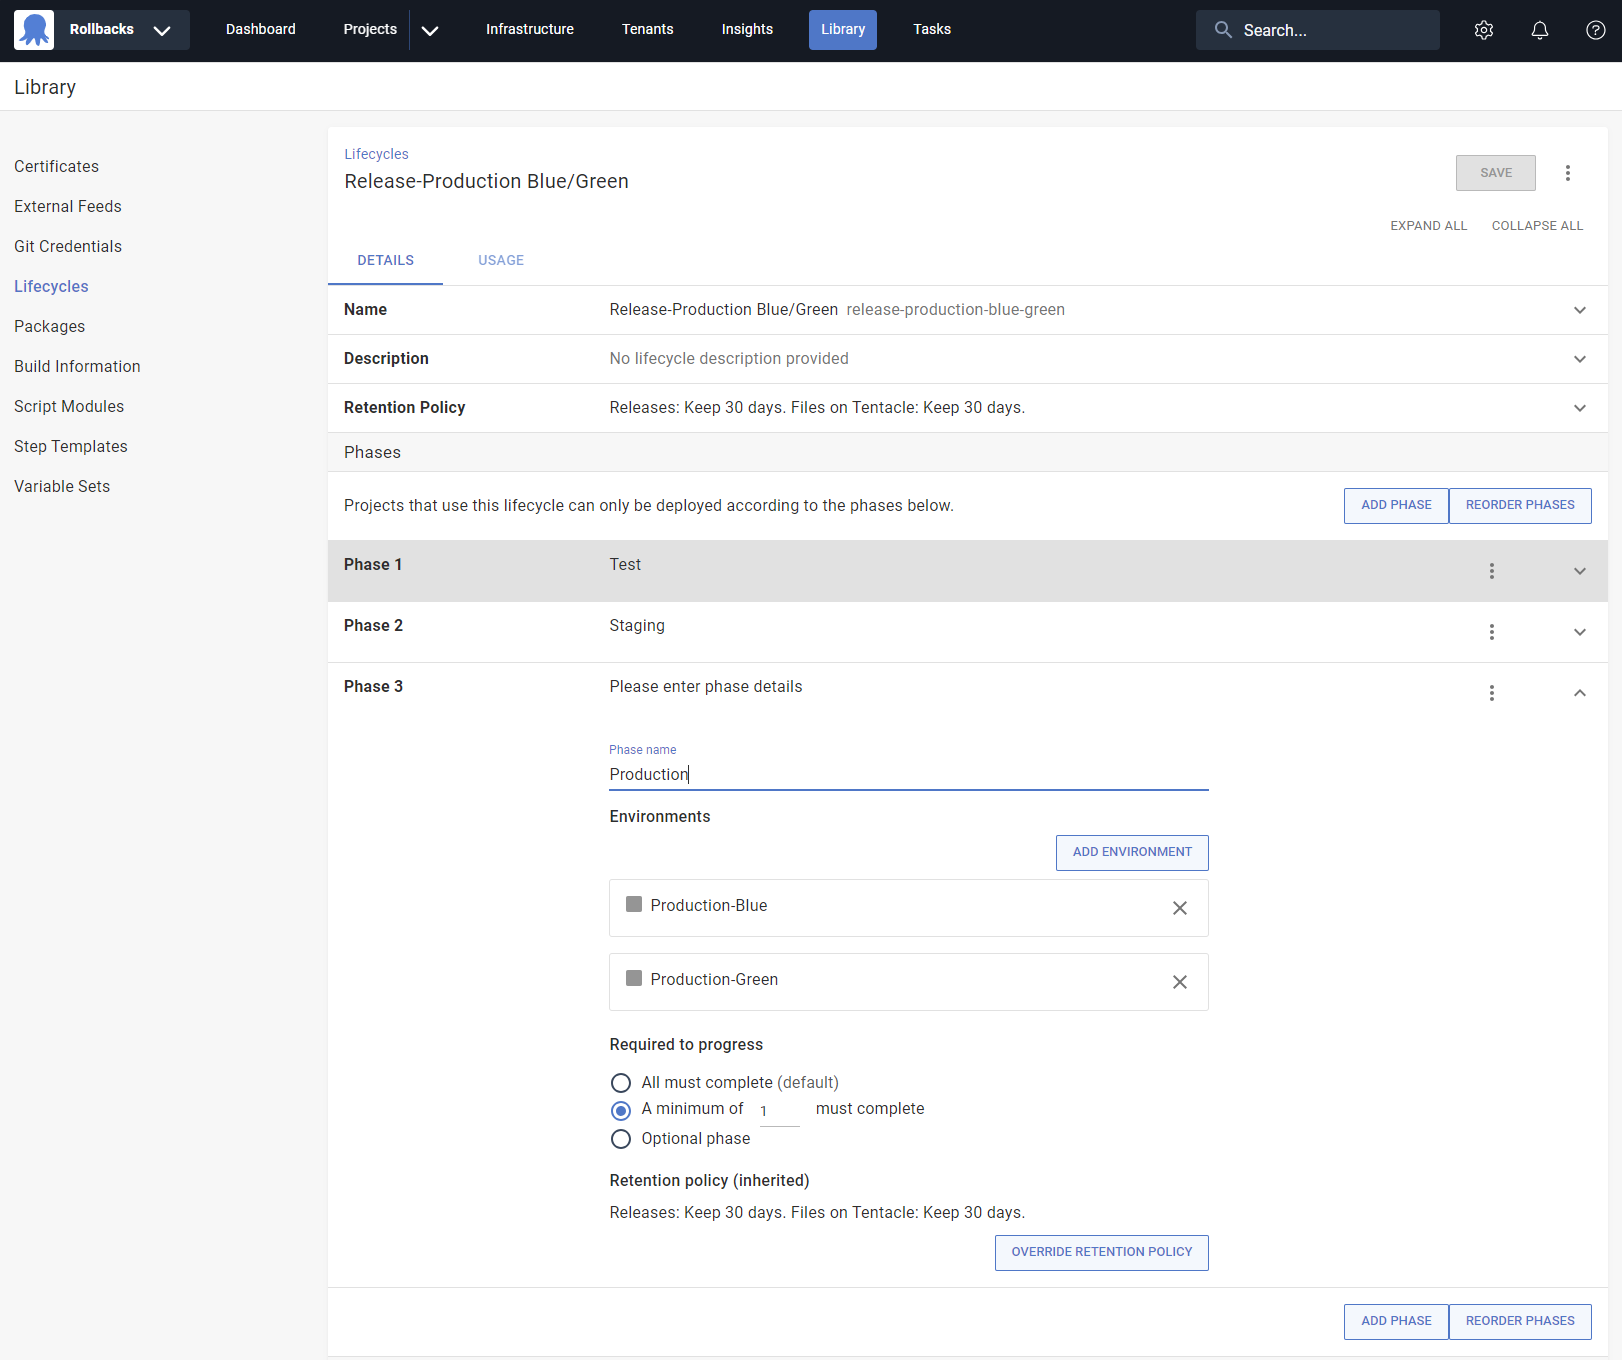 Rollbacks
Dashboard
Projects
Infrastructure
Tenants
Insights
Library
Tasks
Search...
Library
Certificates
External Feeds
Git Credentials
Lifecycles
Packages
Build Information
Script Modules
Step Templates
Variable Sets
Lifecycles
Release-Production Blue/Green
SAVE
EXPAND ALL COLLAPSE ALL
DETAILS USAGE
Name Release-Production Blue/Green release-production-blue-green
Description No lifecycle description provided
Retention Policy Releases: Keep 30 days. Files on Tentacle: Keep 30 days.
Phases
Projects that use this lifecycle can only be deployed according to the phases below.
ADD PHASE REORDER PHASES
Phase 1 Test
Phase 2 Staging
Phase 3 Please enter phase details
Phase name
Production
Environments
ADD ENVIRONMENT
Production-Blue
Production-Green
Required to progress
All must complete (default)
A minimum of 1 must complete
Optional phase
Retention policy (inherited)
Releases: Keep 30 days. Files on Tentacle: Keep 30 days.
OVERRIDE RETENTION POLICY
ADD PHASE REORDER PHASES